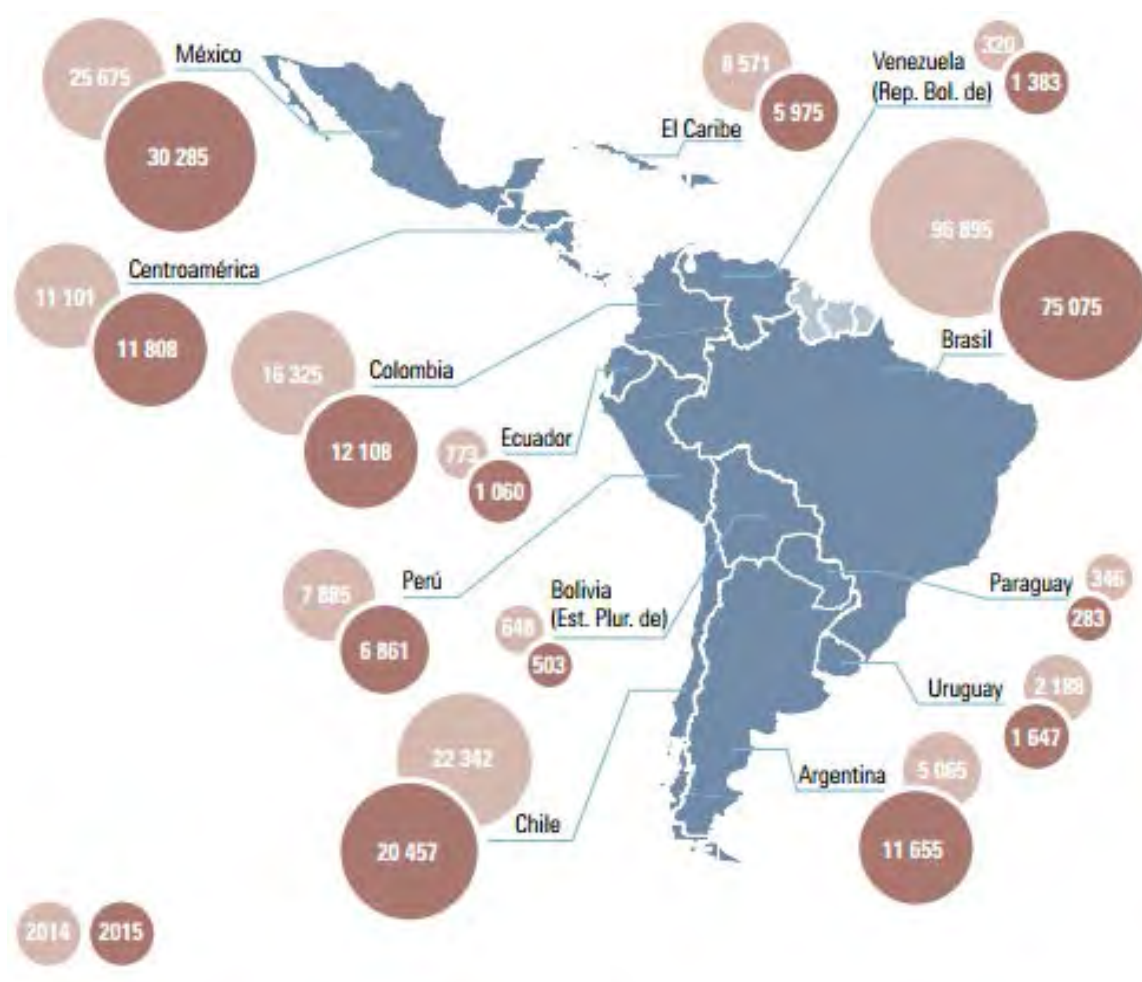 México
25 675
30 285
El Caribe
8 571
5 975
Venezuela
(Rep. Bol. de)
320
1 383
96 895
75 075
Brasil
Centroamérica
11 101
11 808
Colombia
16 325
12 108
Ecuador
773
1 060
Perú
7 885
6 861
Bolivia
(Est. Plur. de)
648
503
Paraguay
346
283
Uruguay
2 188
1 647
Argentina
5 065
11 655
Chile
22 342
20 457
2014
2015